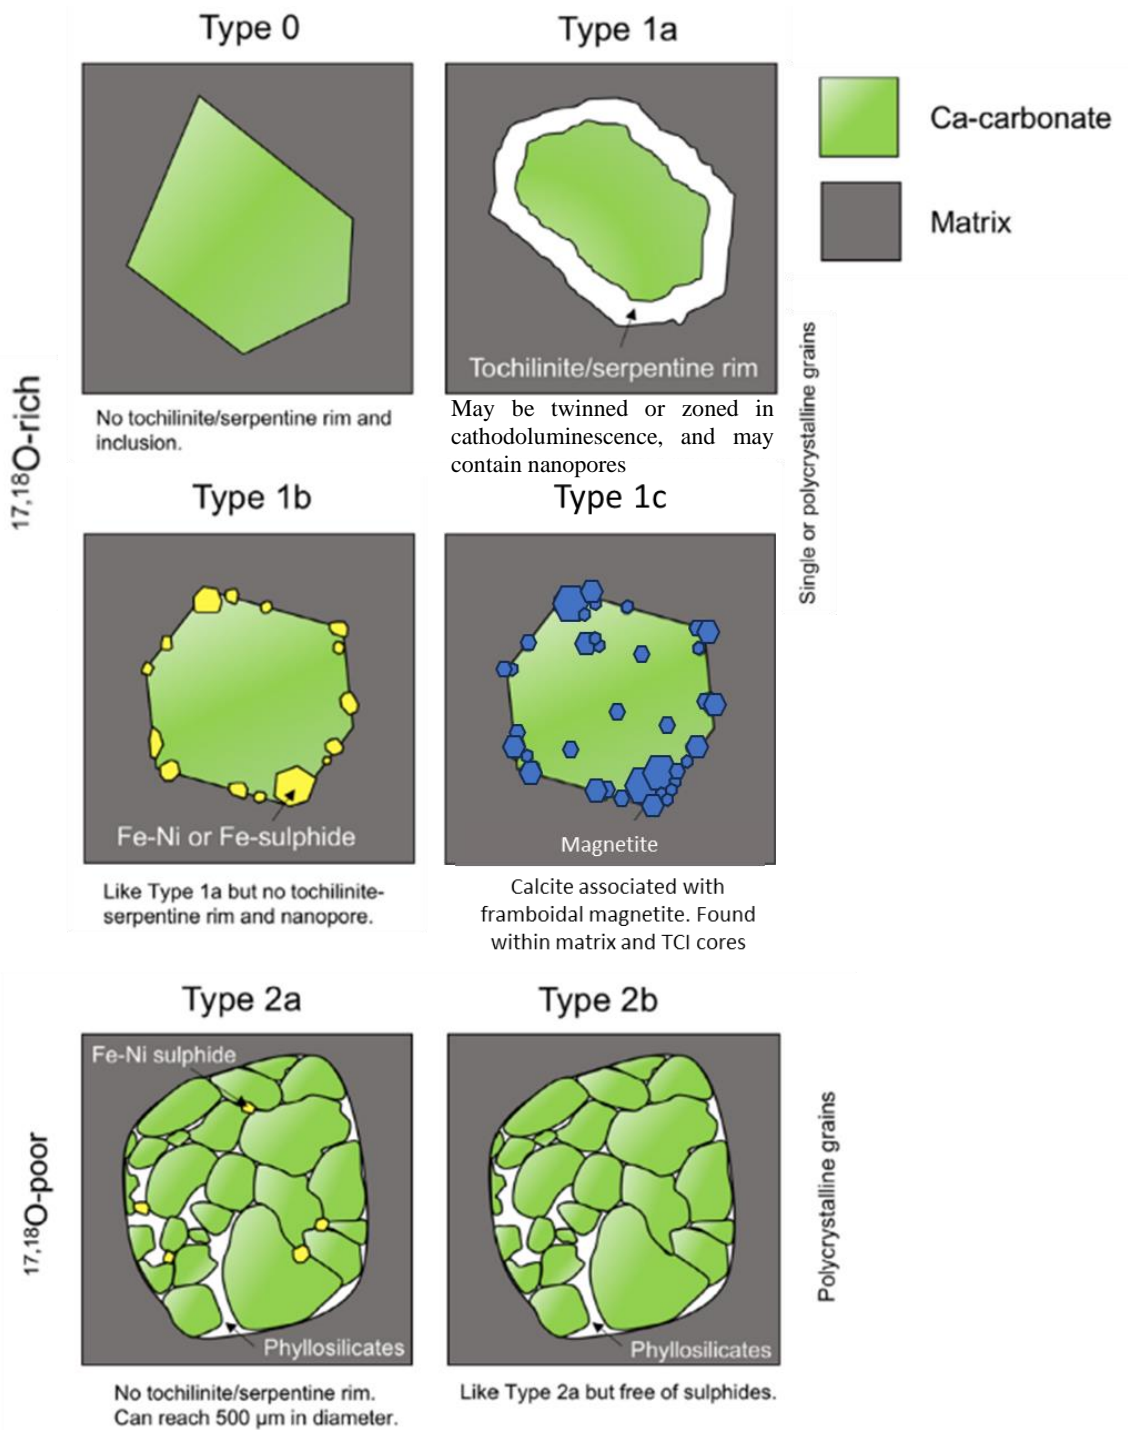 Type 0
Type 1a
Ca-carbonate
Matrix
Tochilinite/serpentine rim
No tochilinite/serpentine rim and
inclusion.
May be twinned or zoned in
cathodoluminescence, and may
contain nanopores
17,18O-rich
Single or polycrystalline grains
Type 1b
Type 1c
Fe-Ni or Fe-sulphide
Magnetite
Like Type 1a but no tochilinite-
serpentine rim and nanopore.
Calcite associated with
framboidal magnetite. Found
within matrix and TCI cores
Type 2a
Type 2b
Fe-Ni sulphide
17,18O-poor
Polycrystalline grains
Phyllosilicates
Phyllosilicates
No tochilinite/serpentine rim.
Can reach 500 µm in diameter.
Like Type 2a but free of sulphides.